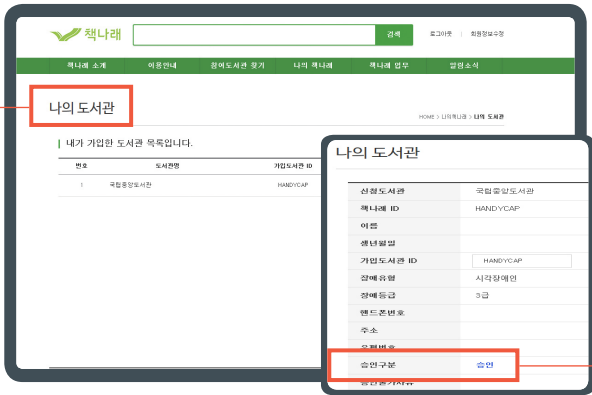 책나래
검색
로그아웃 | 회원정보수정
책나래 소개
이용안내
참여도서관 찾기
나의 책나래
책나래 업무
알림소식
나의 도서관
HOME > 나의책나래 > 나의 도서관
내가 가입한 도서관 목록입니다.
번호 도서관명 가입도서관 ID
1 국립중앙도서관 HANDYCAP
나의 도서관
신청도서관 국립중앙도서관
책나래 ID HANDYCAP
이름
생년월일
가입도서관 ID HANDYCAP
장애유형 시각장애인
장애등급 3급
핸드폰번호
주소
우편번호
승인구분 승인
승인불가사유